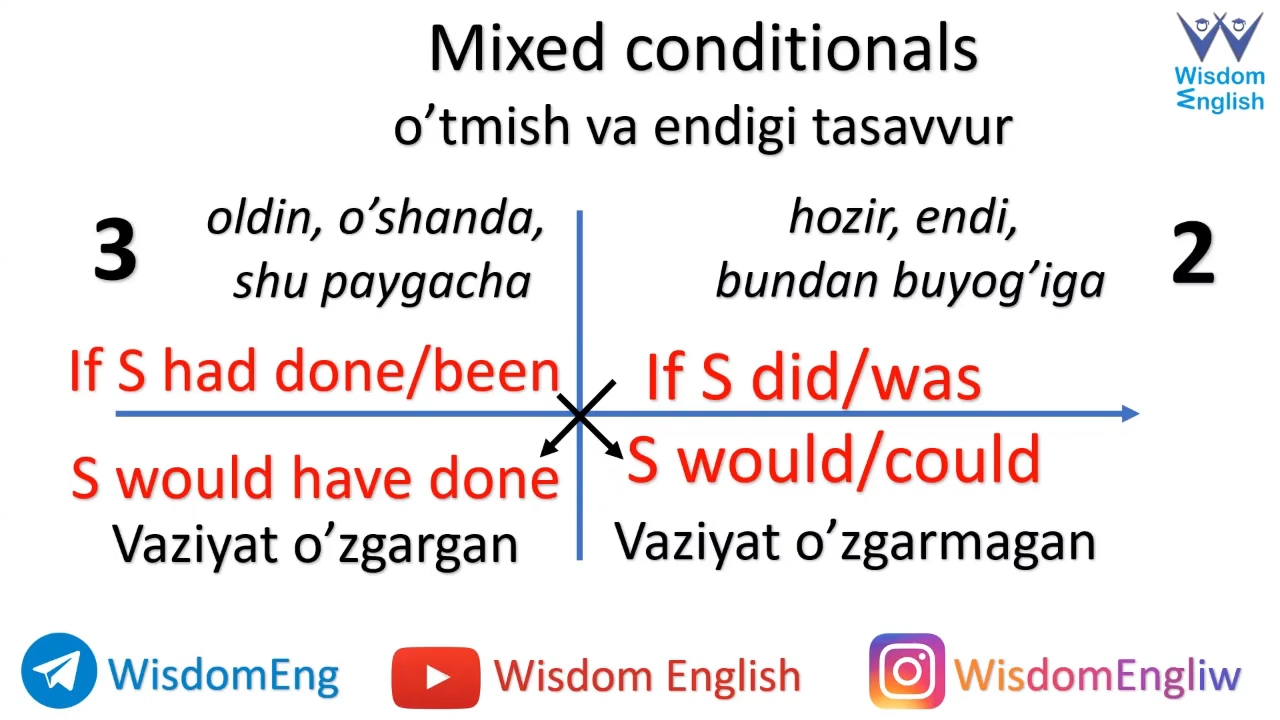 Mixed conditionals
o’tmish va endigi tasavvur
Wisdom
English
3
oldin, o’shanda,
shu paygacha
hozir, endi,
bundan buyog’iga
2
If S had done/been
If S did/was
S would have done
S would/could
Vaziyat o’zgargan
Vaziyat o’zgarmagan
WisdomEng
Wisdom English
WisdomEngliw